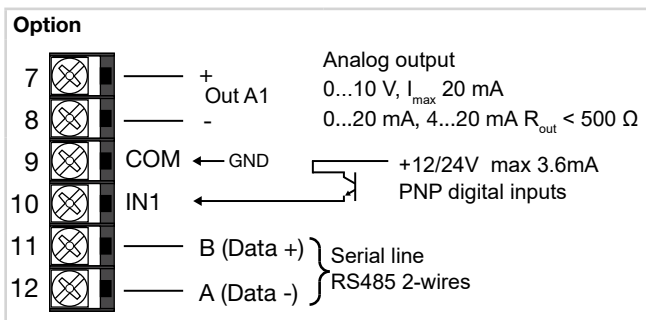 Option
7 + Out A1
8 -
Analog output
0...10 V, Imax 20 mA
0...20 mA, 4...20 mA Rout < 500 Ω
9 COM GND
10 IN1
+12/24V max 3.6mA
PNP digital inputs
11 B (Data +)
12 A (Data -)
Serial line
RS485 2-wires